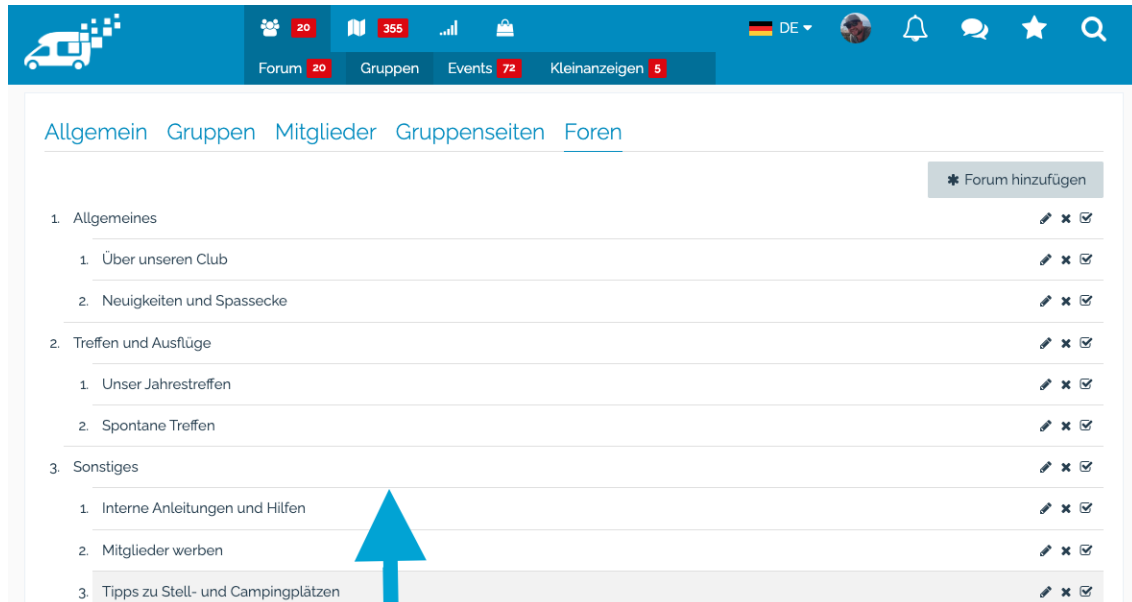 20 355
DE
Forum 20 Gruppen Events 72 Kleinanzeigen 5
Allgemein Gruppen Mitglieder Gruppenseiten Foren
Forum hinzufügen
1. Allgemeines
1. Über unseren Club
2. Neuigkeiten und Spassecke
2. Treffen und Ausflüge
1. Unser Jahrestreffen
2. Spontane Treffen
3. Sonstiges
1. Interne Anleitungen und Hilfen
2. Mitglieder werben
3. Tipps zu Stell- und Campingplätzen